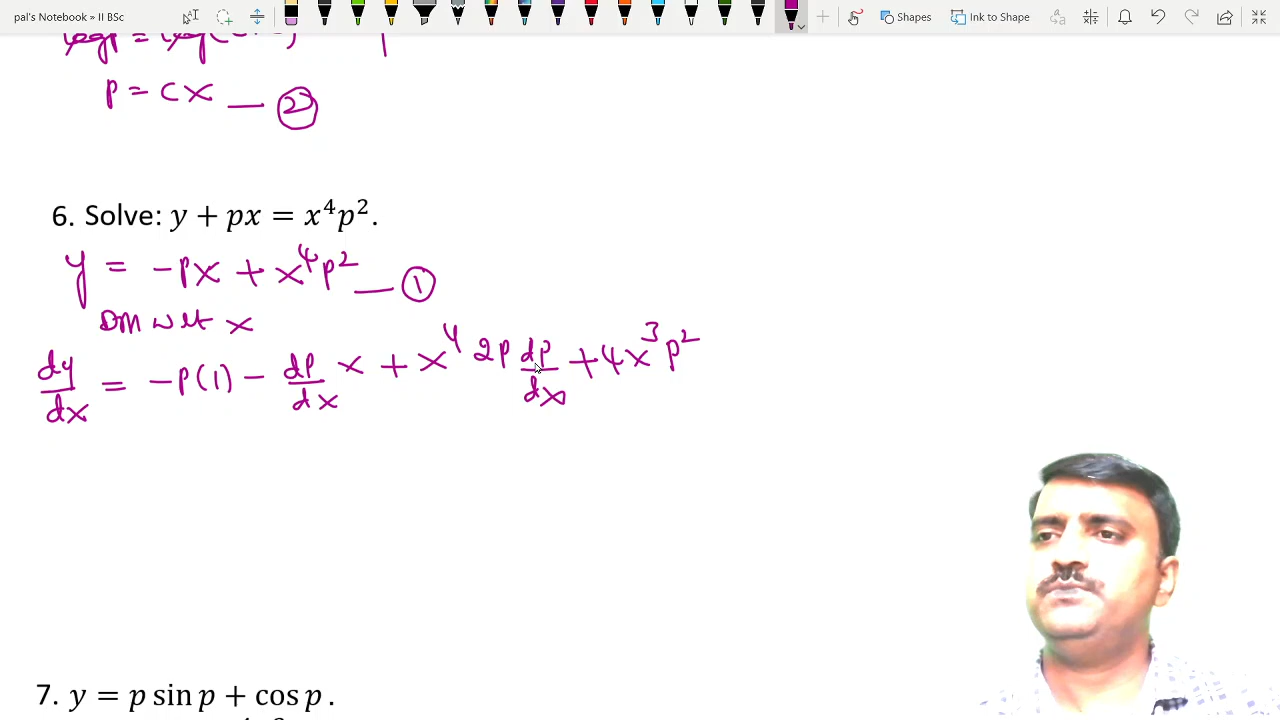 pal's Notebook » II BSc
Shapes
Ink to Shape
p = cx — ②
6. Solve: y + px = x⁴p².
y = -px + x⁴p² — ①
Diff w.r.t x
dy/dx = -p(1) - dp/dx x + x⁴ 2p dp/dx + 4x³p²
7. y = p sin p + cos p .